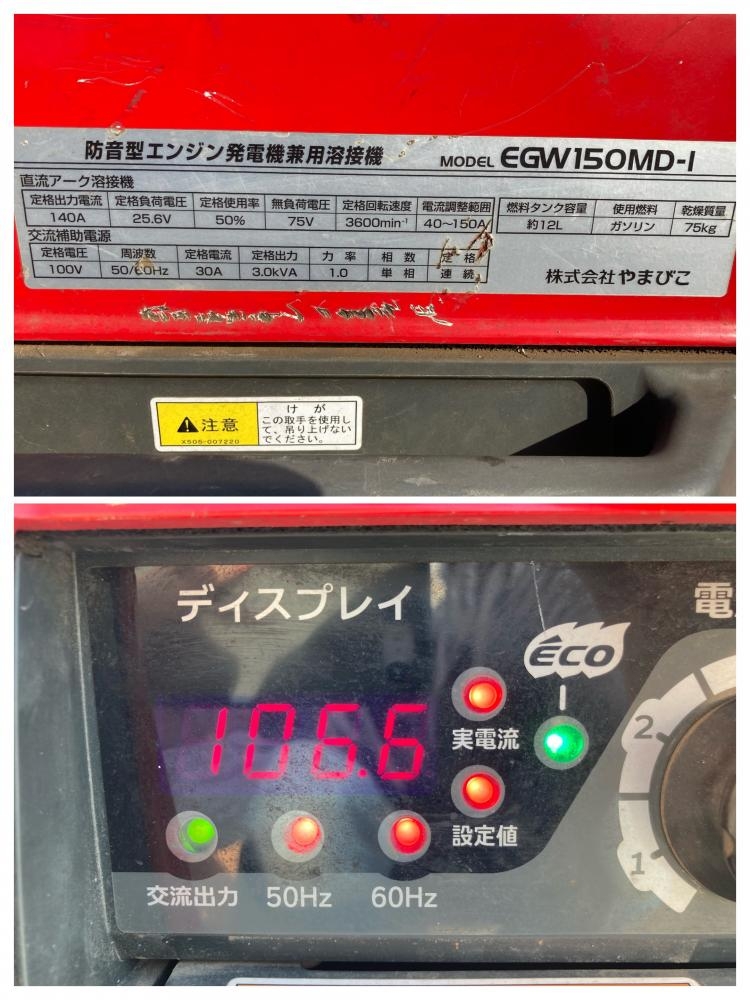 防音型エンジン発電機兼用溶接機 MODEL EGW150MD-I
直流アーク溶接機
定格出力電流 定格負荷電圧 定格使用率 無負荷電圧 定格回転速度 電流調整範囲 燃料タンク容量 使用燃料 乾燥質量
140A 25.6V 50% 75V 3600min⁻¹ 40~150A 約12L ガソリン 75kg
交流補助電源
定格電圧 周波数 定格電流 定格出力 力率 相数 定格
100V 50/60Hz 30A 3.0kVA 1.0 単相 連続
株式会社やまびこ
注意
X505-007220
けが
この取手を使用し
て、吊り上げない
でください。
ディスプレイ
電
êCO
106.6
実電流
2
設定値
1
交流出力 50Hz 60Hz